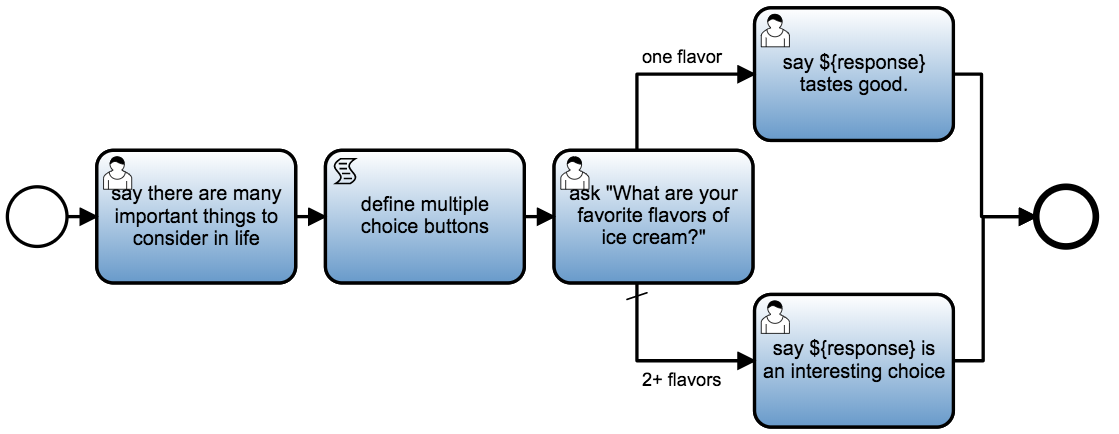 say there are many
important things to
consider in life
define multiple
choice buttons
ask "What are your
favorite flavors of
ice cream?"
one flavor
say ${response}
tastes good.
2+ flavors
say ${response} is
an interesting choice